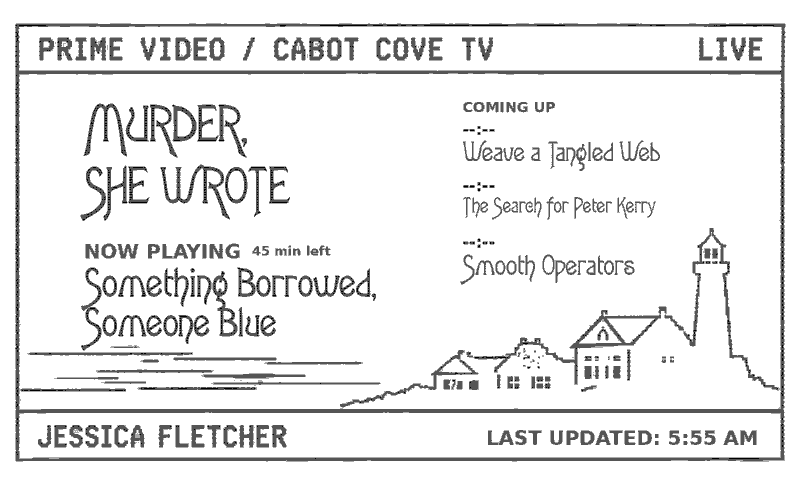 PRIME VIDEO / CABOT COVE TV
LIVE
MURDER,
SHE WROTE
NOW PLAYING 45 min left
Something Borrowed,
Someone Blue
COMING UP
--:--
Weave a Tangled Web
--:--
The Search for Peter Kerry
--:--
Smooth Operators
JESSICA FLETCHER
LAST UPDATED: 5:55 AM